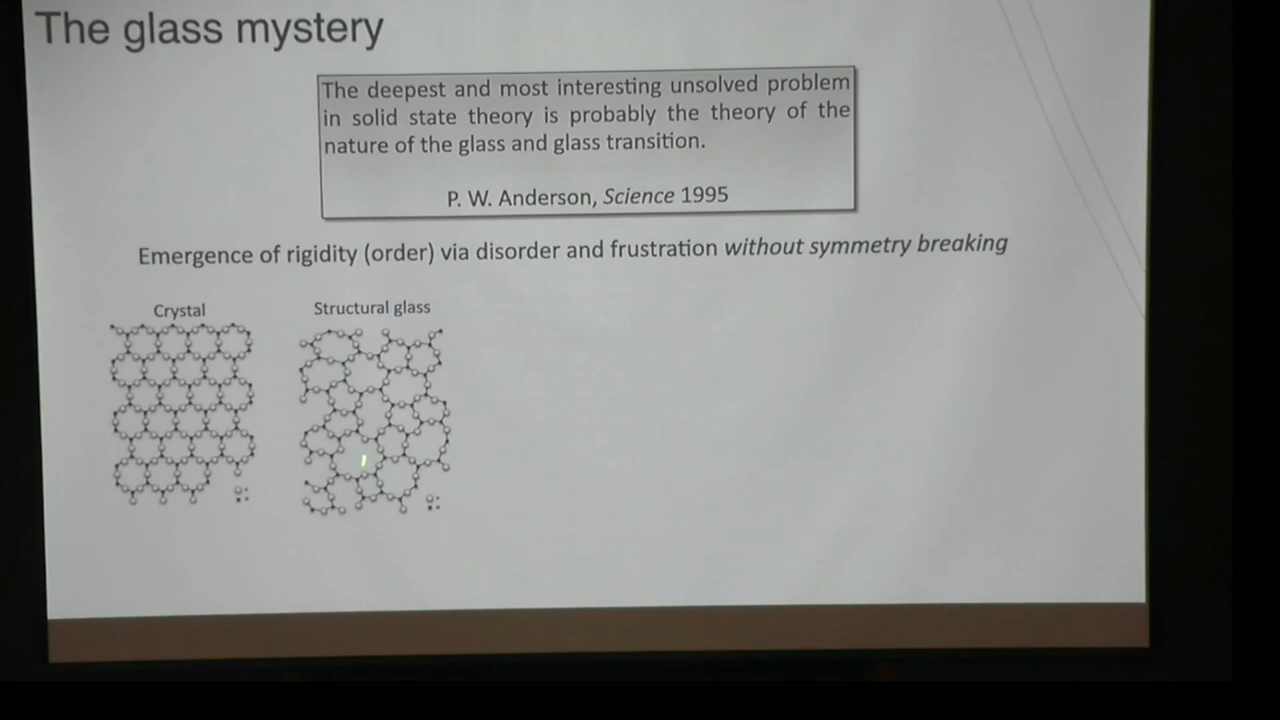 The glass mystery
The deepest and most interesting unsolved problem
in solid state theory is probably the theory of the
nature of the glass and glass transition.
P. W. Anderson, Science 1995
Emergence of rigidity (order) via disorder and frustration without symmetry breaking
Crystal
Structural glass